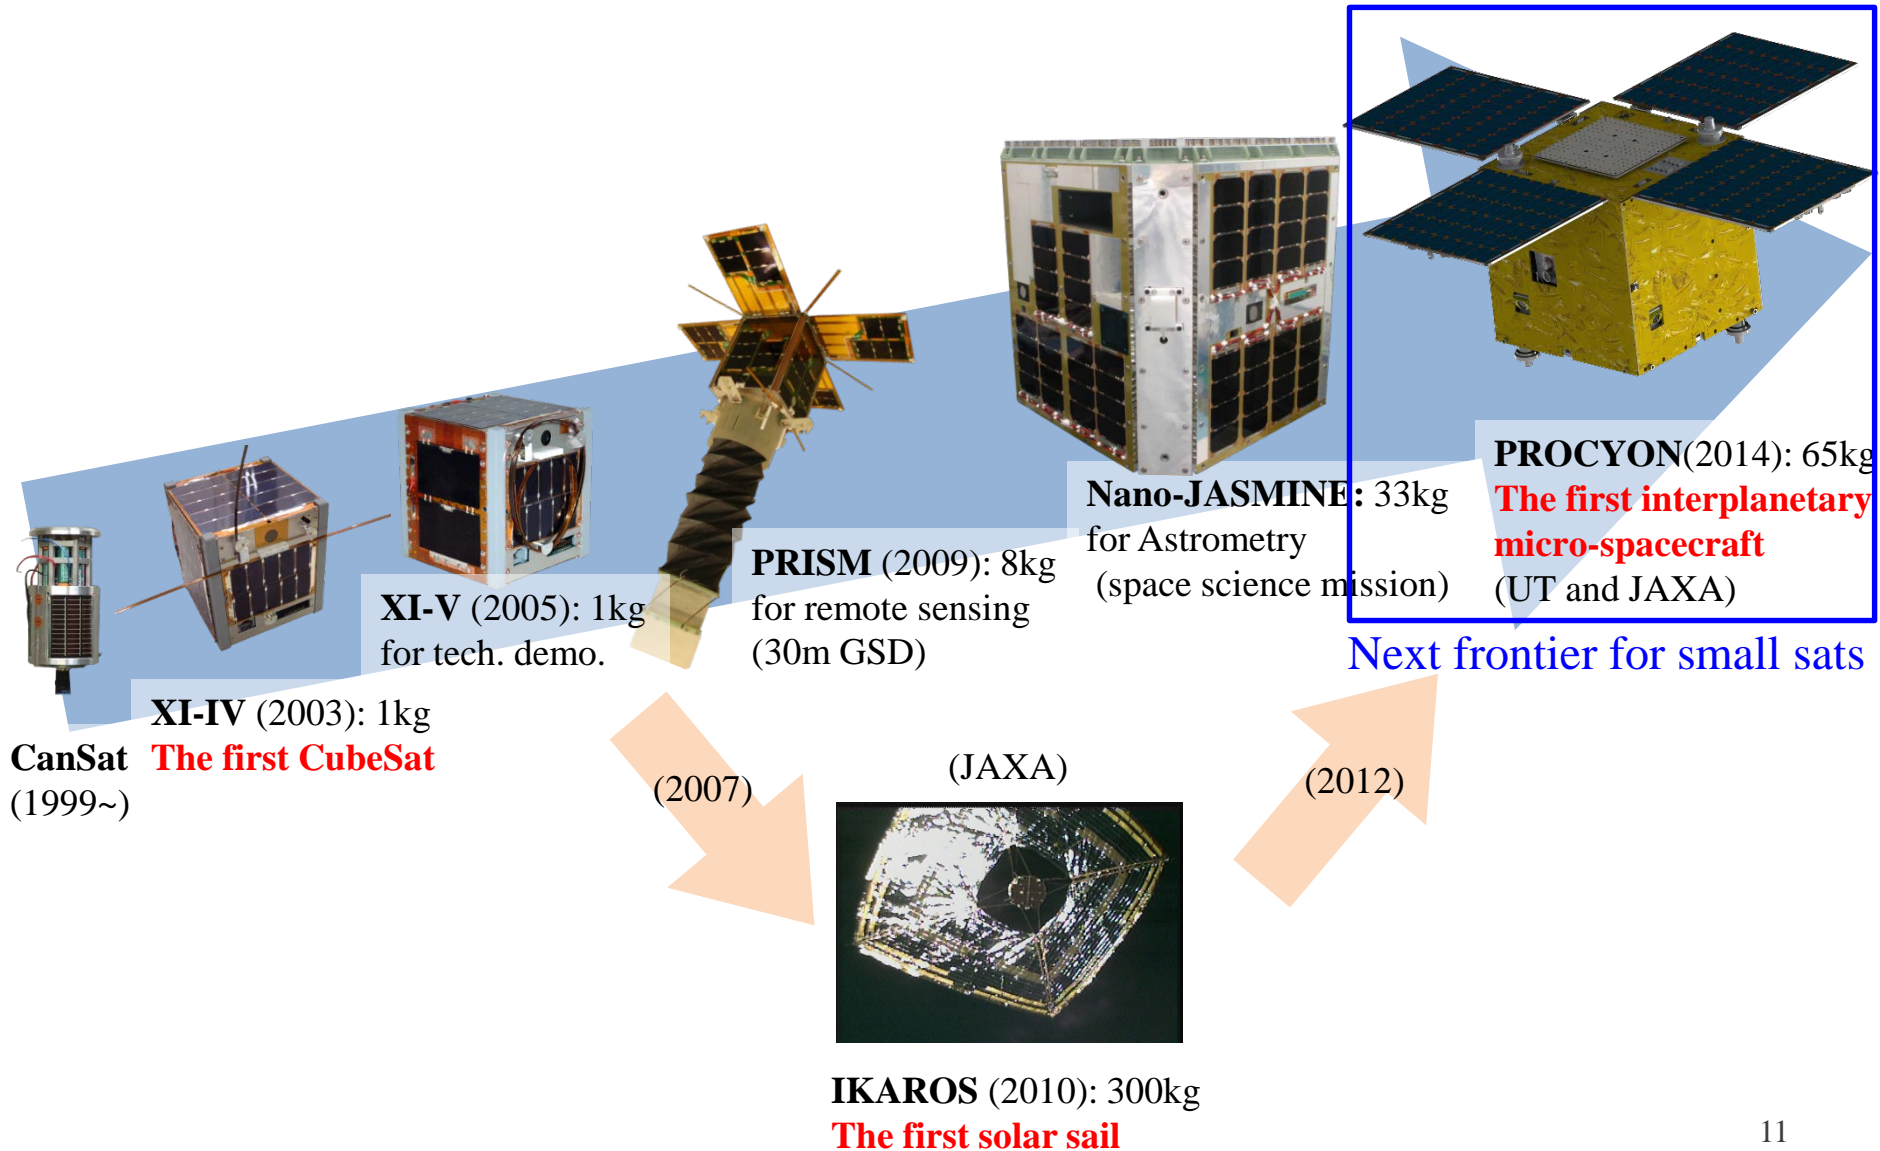 CanSat
(1999~)
XI-IV (2003): 1kg
The first CubeSat
XI-V (2005): 1kg
for tech. demo.
PRISM (2009): 8kg
for remote sensing
(30m GSD)
Nano-JASMINE: 33kg
for Astrometry
(space science mission)
PROCYON(2014): 65kg
The first interplanetary
micro-spacecraft
(UT and JAXA)
Next frontier for small sats
(2007)
(JAXA)
(2012)
IKAROS (2010): 300kg
The first solar sail
11